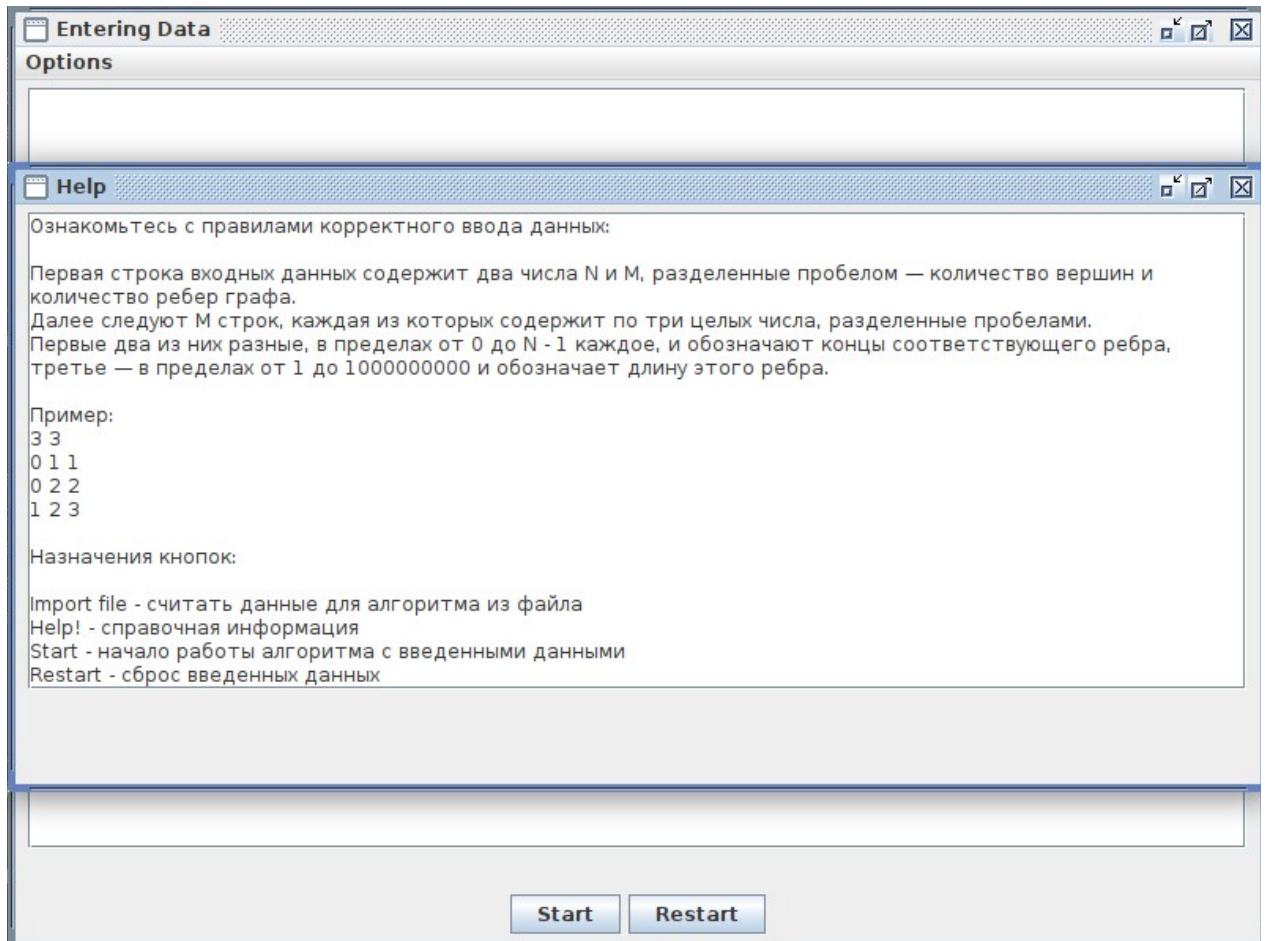 Entering Data
Options
Help
Ознакомьтесь с правилами корректного ввода данных:
Первая строка входных данных содержит два числа N и M, разделенные пробелом — количество вершин и
количество ребер графа.
Далее следуют M строк, каждая из которых содержит по три целых числа, разделенные пробелами.
Первые два из них разные, в пределах от 0 до N - 1 каждое, и обозначают концы соответствующего ребра,
третье — в пределах от 1 до 1000000000 и обозначает длину этого ребра.
Пример:
3 3
0 1 1
0 2 2
1 2 3
Назначения кнопок:
Import file - считать данные для алгоритма из файла
Help! - справочная информация
Start - начало работы алгоритма с введенными данными
Restart - сброс введенных данных
Start Restart